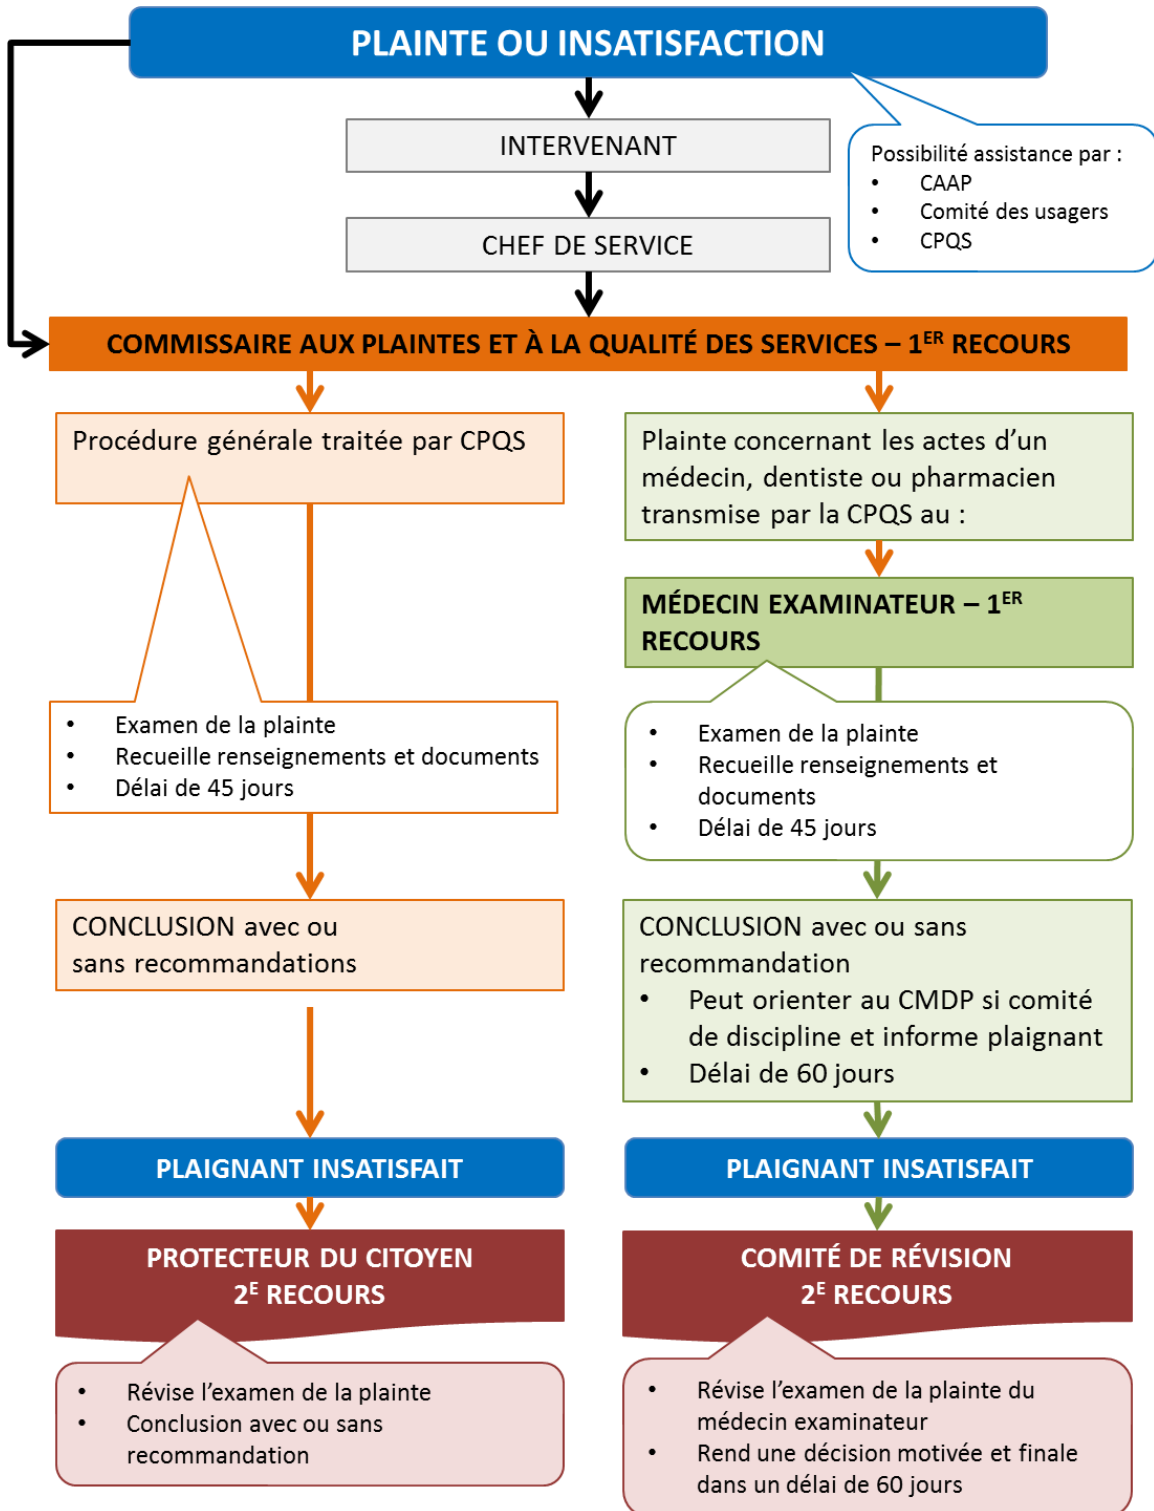 PLAINTE OU INSATISFACTION
INTERVENANT
Possibilité assistance par :
• CAAP
• Comité des usagers
• CPQS
CHEF DE SERVICE
COMMISSAIRE AUX PLAINTES ET À LA QUALITÉ DES SERVICES – 1ER RECOURS
Procédure générale traitée par CPQS
• Examen de la plainte
• Recueille renseignements et documents
• Délai de 45 jours
CONCLUSION avec ou
sans recommandations
PLAIGNANT INSATISFAIT
PROTECTEUR DU CITOYEN
2E RECOURS
• Révise l’examen de la plainte
• Conclusion avec ou sans
recommandation
Plainte concernant les actes d’un
médecin, dentiste ou pharmacien
transmise par la CPQS au :
MÉDECIN EXAMINATEUR – 1ER
RECOURS
• Examen de la plainte
• Recueille renseignements et
documents
• Délai de 45 jours
CONCLUSION avec ou sans
recommandation
• Peut orienter au CMDP si comité
de discipline et informe plaignant
• Délai de 60 jours
PLAIGNANT INSATISFAIT
COMITÉ DE RÉVISION
2E RECOURS
• Révise l’examen de la plainte du
médecin examinateur
• Rend une décision motivée et finale
dans un délai de 60 jours